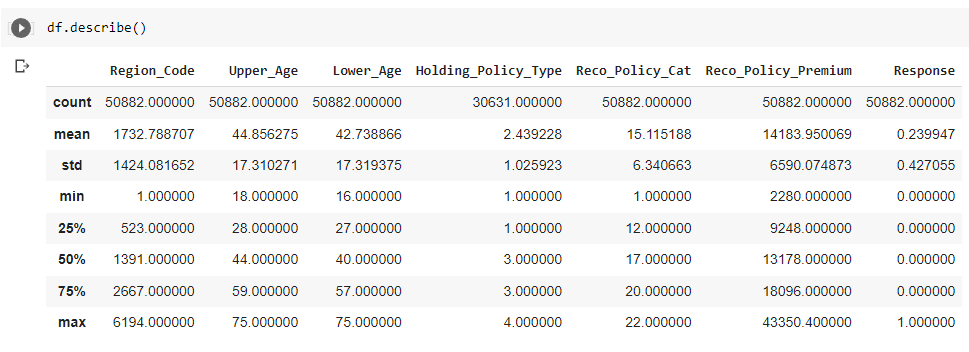 df.describe()
Region_Code Upper_Age Lower_Age Holding_Policy_Type Reco_Policy_Cat Reco_Policy_Premium Response
count 50882.000000 50882.000000 50882.000000 30631.000000 50882.000000 50882.000000 50882.000000
mean 1732.788707 44.856275 42.738866 2.439228 15.115188 14183.950069 0.239947
std 1424.081652 17.310271 17.319375 1.025923 6.340663 6590.074873 0.427055
min 1.000000 18.000000 16.000000 1.000000 1.000000 2280.000000 0.000000
25% 523.000000 28.000000 27.000000 1.000000 12.000000 9248.000000 0.000000
50% 1391.000000 44.000000 40.000000 3.000000 17.000000 13178.000000 0.000000
75% 2667.000000 59.000000 57.000000 3.000000 20.000000 18096.000000 0.000000
max 6194.000000 75.000000 75.000000 4.000000 22.000000 43350.400000 1.000000